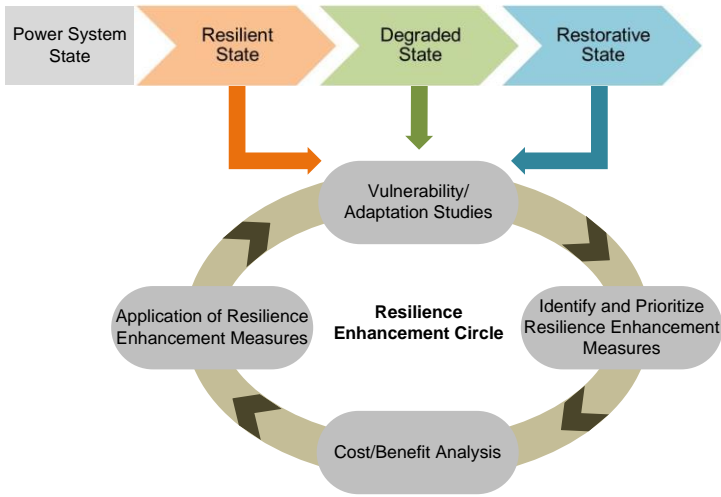 Power System
State
Resilient
State
Degraded
State
Restorative
State
Vulnerability/
Adaptation Studies
Application of Resilience
Enhancement Measures
Resilience
Enhancement Circle
Identify and Prioritize
Resilience Enhancement
Measures
Cost/Benefit Analysis